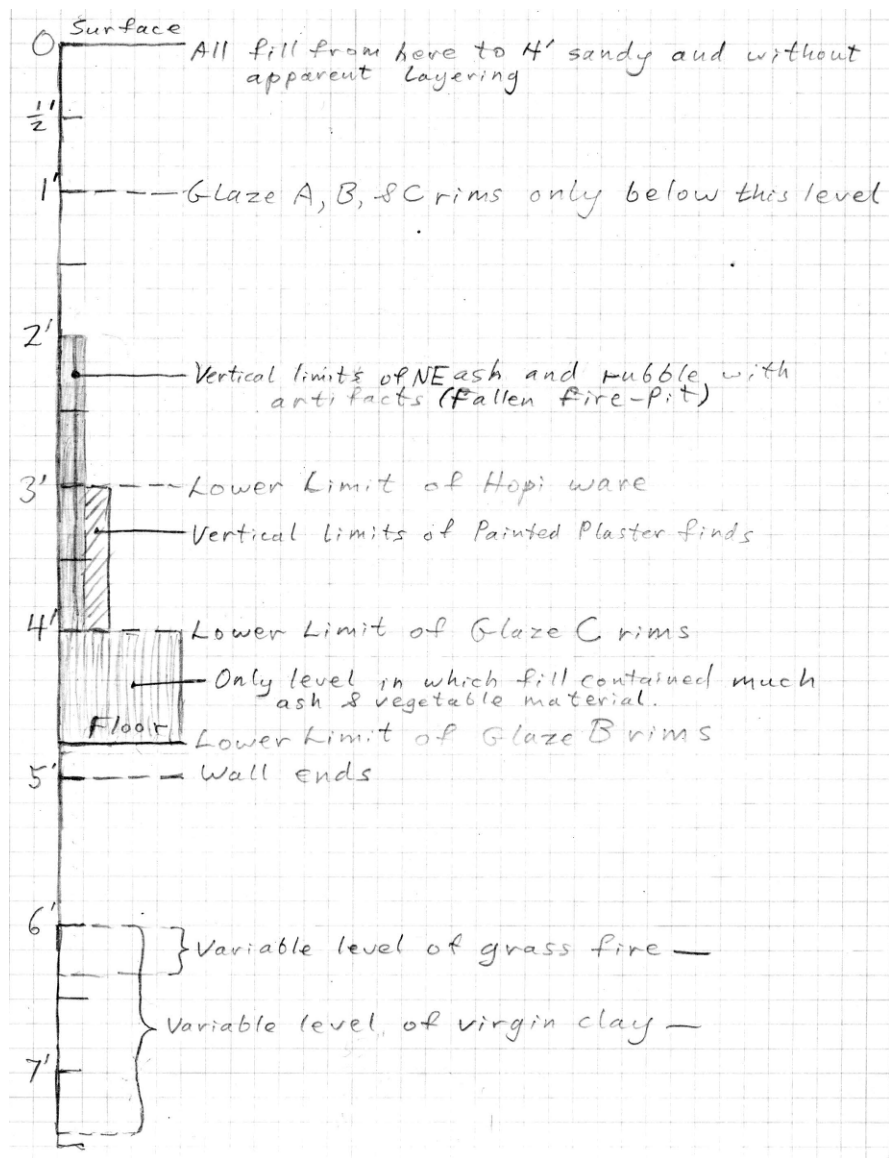 Surface
0
All fill from here to 4' sandy and without
apparent Layering
1/2'
1'
Glaze A, B, & C rims only below this level
2'
Vertical limits of NE ash and rubble with
artifacts (Fallen Fire-Pit)
3'
Lower Limit of Hopi ware
Vertical limits of Painted Plaster finds
4'
Lower Limit of Glaze C rims
Only level in which fill contained much
ash & vegetable material.
Floor
Lower Limit of Glaze B rims
5'
Wall Ends
6'
Variable level of grass fire
Variable level of virgin clay
7'